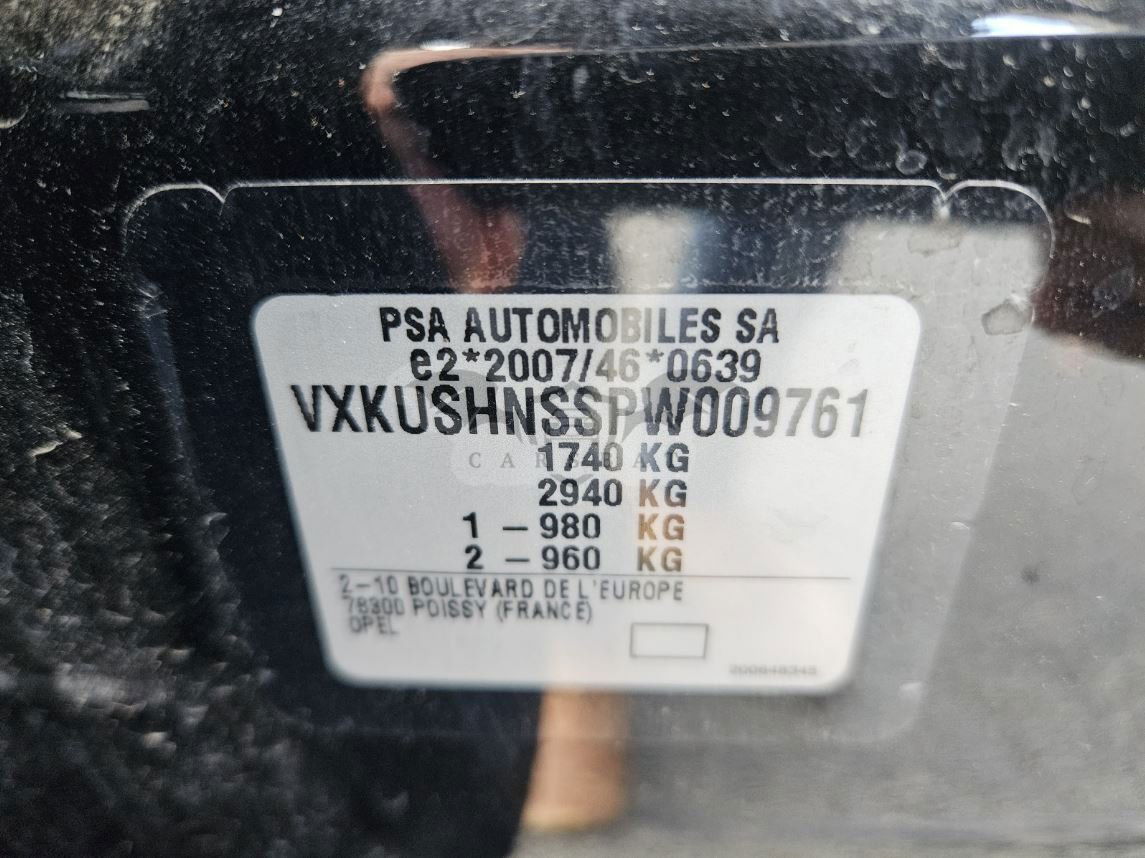 PSA AUTOMOBILES SA
e2*2007/46*0639
VXKUSHNSSPW009761
1740 KG
2940 KG
1 – 980 KG
2 – 960 KG
2–10 BOULEVARD DE L'EUROPE
78300 POISSY (FRANCE)
OPEL